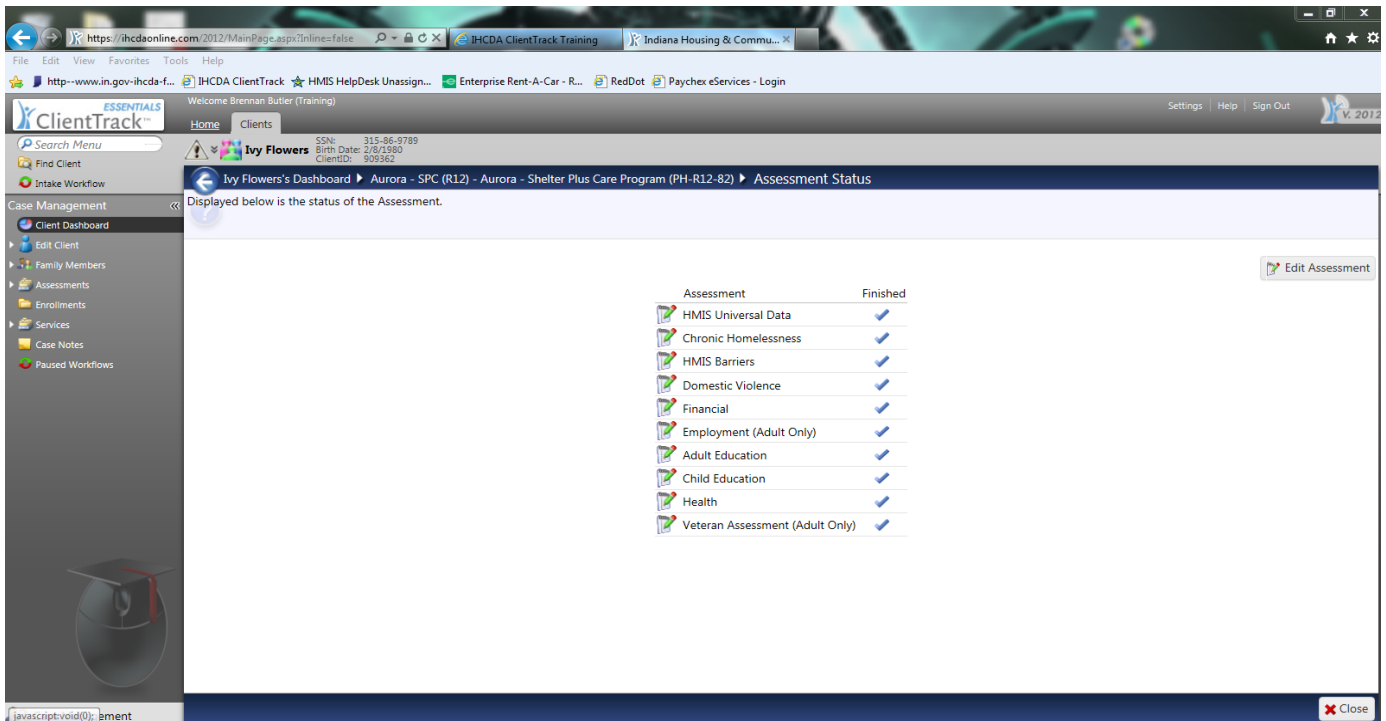 https://ihcdaonline.com/2012/MainPage.aspx?Inline=false
IHCDA ClientTrack Training
Indiana Housing & Commu...
File Edit View Favorites Tools Help
http--www.in.gov-ihcda-f... IHCDA ClientTrack HMIS HelpDesk Unassign... Enterprise Rent-A-Car - R... RedDot Paychex eServices - Login
ESSENTIALS
ClientTrack™
Welcome Brennan Butler (Training)
Settings | Help | Sign Out
V. 2012
Home Clients
Search Menu
Find Client
Intake Workflow
Ivy Flowers
SSN: 315-86-9789
Birth Date: 2/8/1980
ClientID: 909362
Ivy Flowers's Dashboard Aurora - SPC (R12) - Aurora - Shelter Plus Care Program (PH-R12-82) Assessment Status
Displayed below is the status of the Assessment.
Case Management
Client Dashboard
Edit Client
Family Members
Assessments
Enrollments
Services
Case Notes
Paused Workflows
Edit Assessment
Assessment Finished
HMIS Universal Data
Chronic Homelessness
HMIS Barriers
Domestic Violence
Financial
Employment (Adult Only)
Adult Education
Child Education
Health
Veteran Assessment (Adult Only)
Close
javascript:void(0);